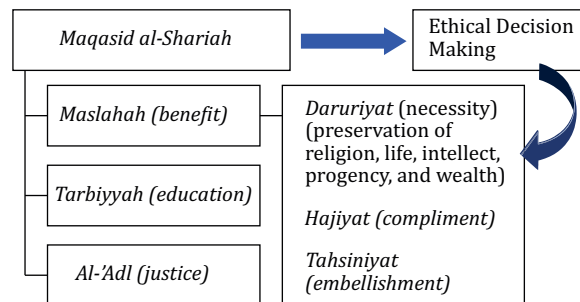 Maqasid al-Shariah
Ethical Decision
Making
Maslahah (benefit)
Tarbiyyah (education)
Al-'Adl (justice)
Daruriyat (necessity)
(preservation of
religion, life, intellect,
progency, and wealth)
Hajiyat (compliment)
Tahsiniyat
(embellishment)